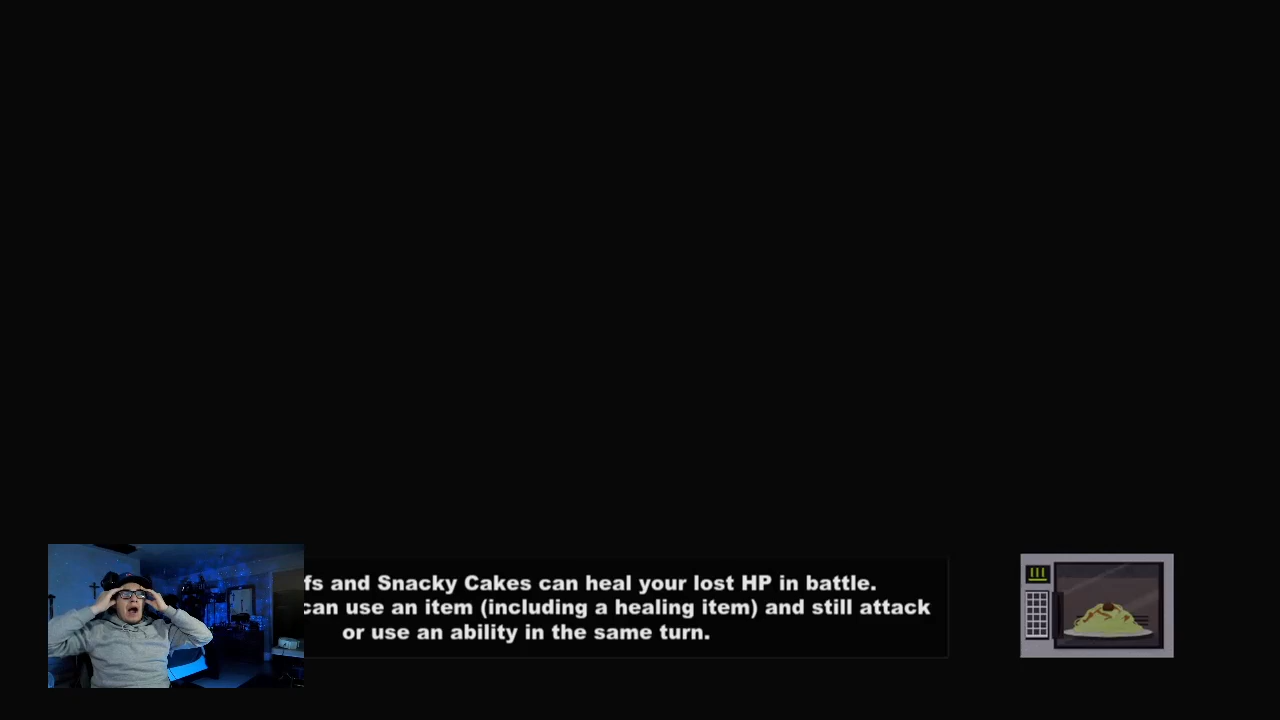 and Snacky Cakes can heal your lost HP in battle.
can use an item (including a healing item) and still attack
or use an ability in the same turn.